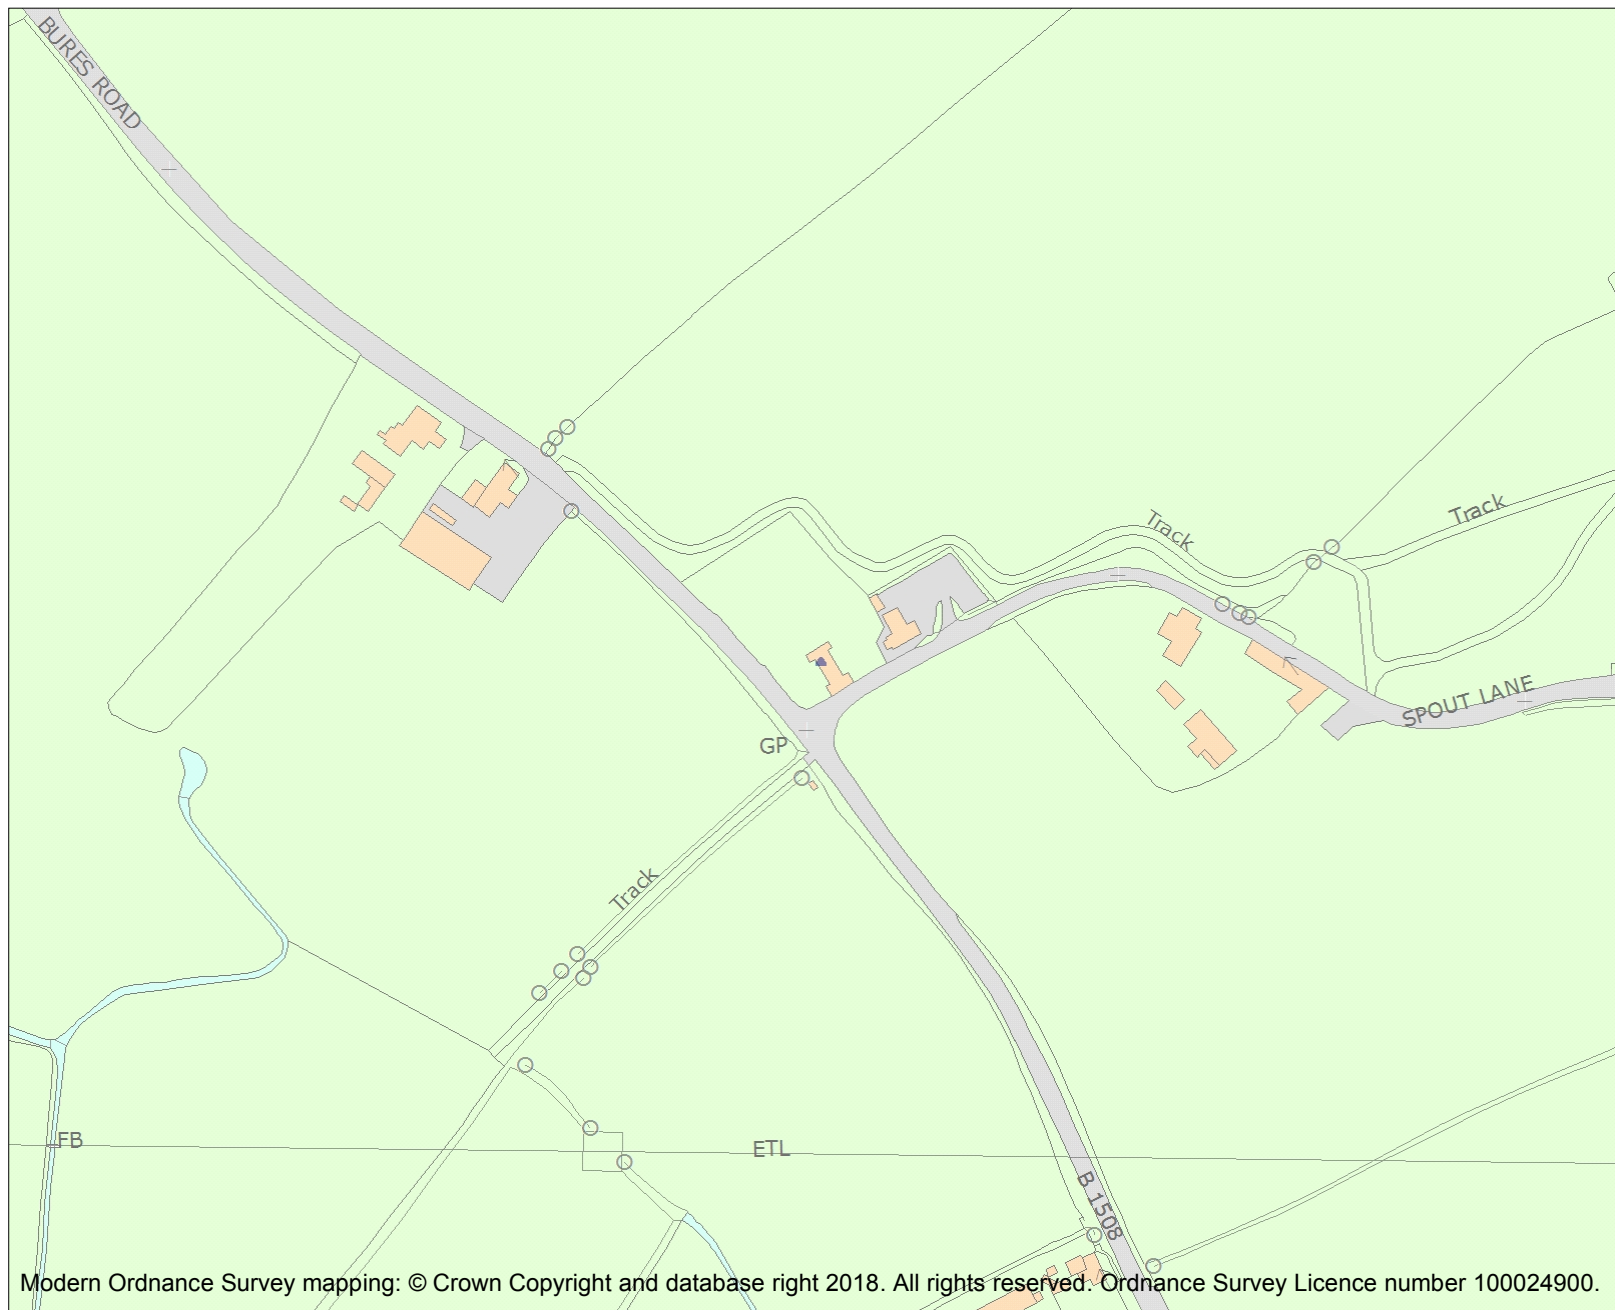 BURES ROAD
Track
Track
SPOUT LANE
GP
Track
FB
ETL
B 1508
Modern Ordnance Survey mapping: © Crown Copyright and database right 2018. All rights reserved. Ordnance Survey Licence number 100024900.